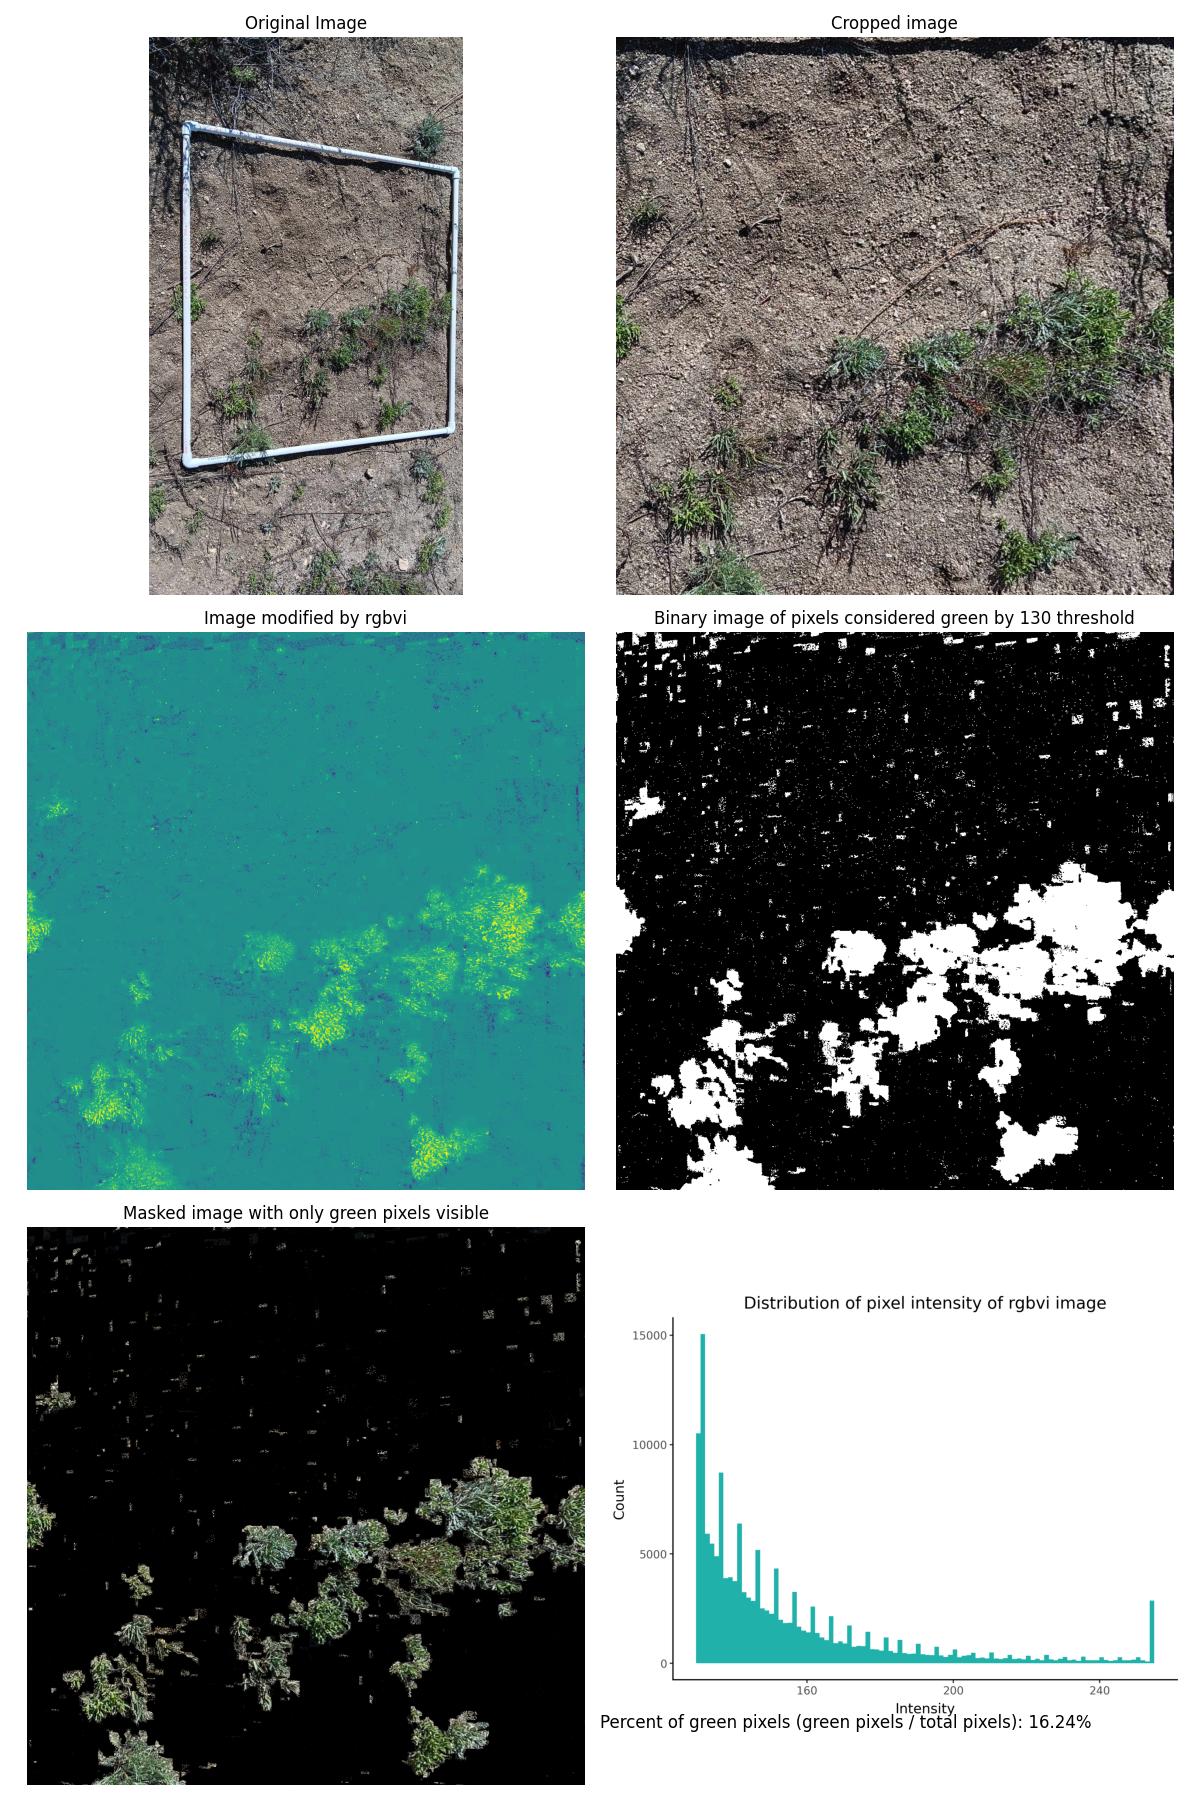 Original Image
Cropped image
Image modified by rgbvi
Binary image of pixels considered green by 130 threshold
Masked image with only green pixels visible
Distribution of pixel intensity of rgbvi image
15000
10000
5000
0
Count
160
200
240
Intensity
Percent of green pixels (green pixels / total pixels): 16.24%